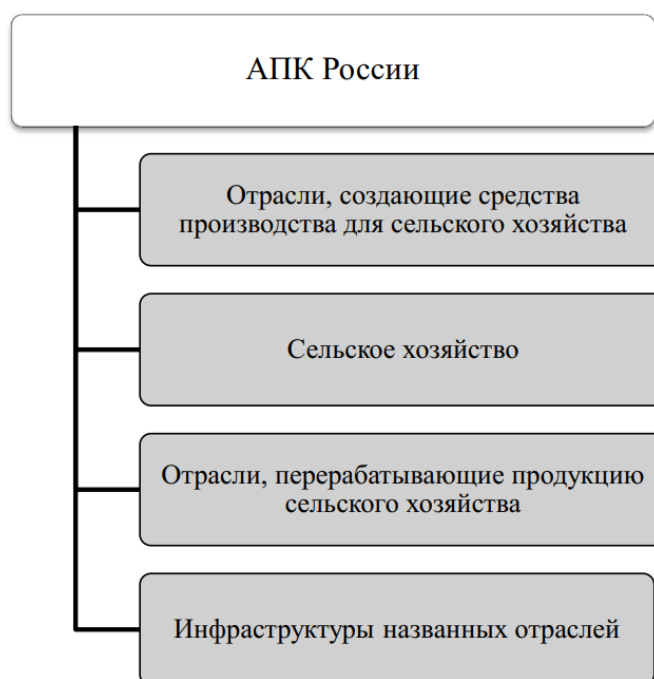 АПК России
Отрасли, создающие средства
производства для сельского хозяйства
Сельское хозяйство
Отрасли, перерабатывающие продукцию
сельского хозяйства
Инфраструктуры названных отраслей